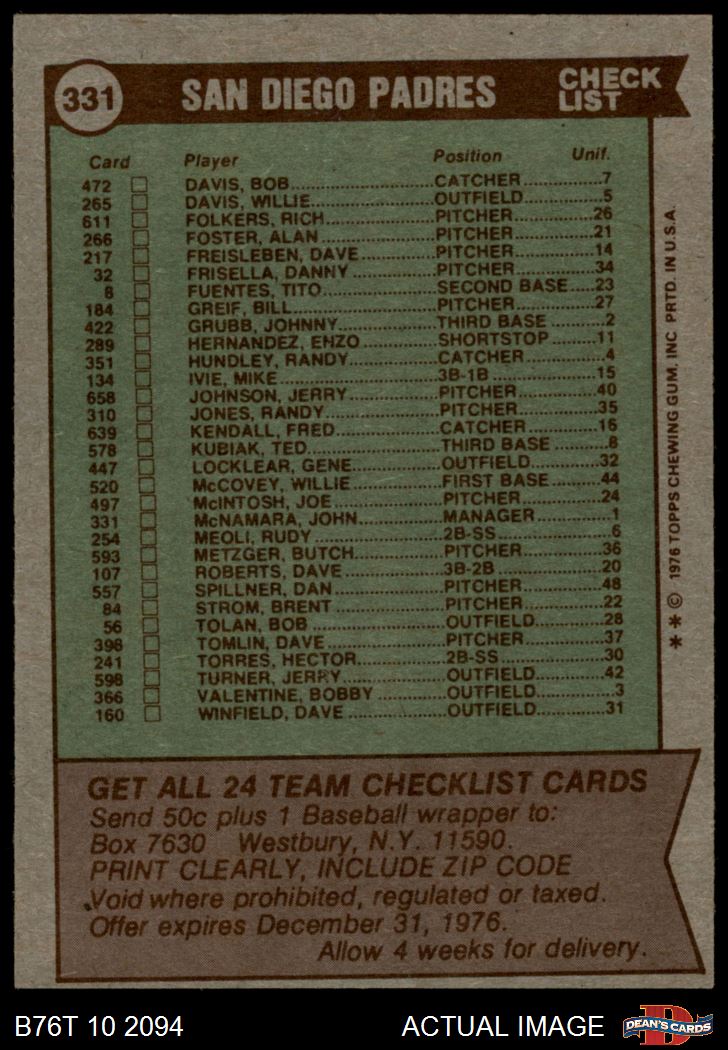 331 SAN DIEGO PADRES CHECK LIST
Card Player Position Unif.
472 DAVIS, BOB CATCHER 7
265 DAVIS, WILLIE OUTFIELD 5
611 FOLKERS, RICH PITCHER 26
266 FOSTER, ALAN PITCHER 21
217 FREISLEBEN, DAVE PITCHER 14
32 FRISELLA, DANNY PITCHER 34
8 FUENTES, TITO SECOND BASE 23
184 GREIF, BILL PITCHER 27
422 GRUBB, JOHNNY THIRD BASE 2
289 HERNANDEZ, ENZO SHORTSTOP 11
351 HUNDLEY, RANDY CATCHER 4
134 IVIE, MIKE 3B-1B 15
658 JOHNSON, JERRY PITCHER 40
310 JONES, RANDY PITCHER 35
639 KENDALL, FRED CATCHER 16
578 KUBIAK, TED THIRD BASE 8
447 LOCKLEAR, GENE OUTFIELD 32
520 McCOVEY, WILLIE FIRST BASE 44
497 McINTOSH, JOE PITCHER 24
331 McNAMARA, JOHN MANAGER 1
254 MEOLI, RUDY 2B-SS 6
593 METZGER, BUTCH PITCHER 36
107 ROBERTS, DAVE 3B-2B 20
557 SPILLNER, DAN PITCHER 48
84 STROM, BRENT PITCHER 22
56 TOLAN, BOB OUTFIELD 28
398 TOMLIN, DAVE PITCHER 37
241 TORRES, HECTOR 2B-SS 30
598 TURNER, JERRY OUTFIELD 42
366 VALENTINE, BOBBY OUTFIELD 3
160 WINFIELD, DAVE OUTFIELD 31
* * © 1976 TOPPS CHEWING GUM, INC PRTD. IN U.S.A.
GET ALL 24 TEAM CHECKLIST CARDS
Send 50c plus 1 Baseball wrapper to:
Box 7630 Westbury, N.Y. 11590.
PRINT CLEARLY, INCLUDE ZIP CODE
Void where prohibited, regulated or taxed.
Offer expires December 31, 1976.
Allow 4 weeks for delivery.
B76T 10 2094 ACTUAL IMAGE D DEAN'S CARDS